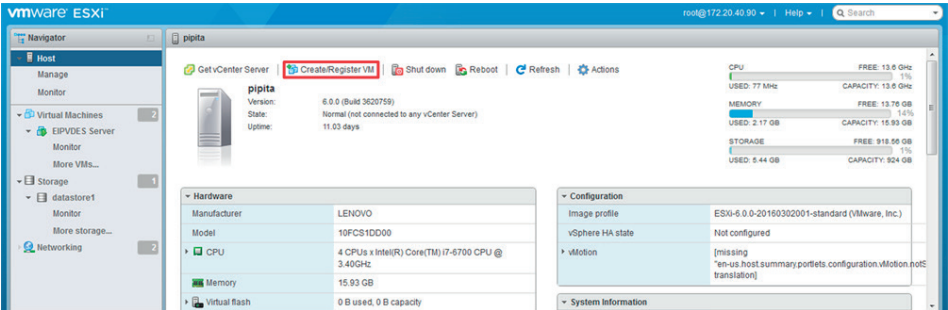 vmware ESXi™
root@172.20.40.90 | Help | Search
Navigator
pipita
Host
Manage
Monitor
Virtual Machines 2
EIPVDES Server
Monitor
More VMs...
Storage 1
datastore1
Monitor
More storage...
Networking 2
Get vCenter Server | Create/Register VM | Shut down Reboot | Refresh | Actions
pipita
Version: 6.0.0 (Build 3620759)
State: Normal (not connected to any vCenter Server)
Uptime: 11.03 days
CPU FREE: 13.6 GHz
1%
USED: 77 MHz CAPACITY: 13.6 GHz
MEMORY FREE: 13.76 GB
14%
USED: 2.17 GB CAPACITY: 15.93 GB
STORAGE FREE: 918.56 GB
1%
USED: 5.44 GB CAPACITY: 924 GB
Hardware
Manufacturer LENOVO
Model 10FCS1DD00
CPU 4 CPUs x Intel(R) Core(TM) i7-6700 CPU @
3.40GHz
Memory 15.93 GB
Virtual flash 0 B used, 0 B capacity
Configuration
Image profile ESXi-6.0.0-20160302001-standard (VMware, Inc.)
vSphere HA state Not configured
vMotion [missing
"en-us.host.summary.portlets.configuration.vMotion.notS
translation]
System Information